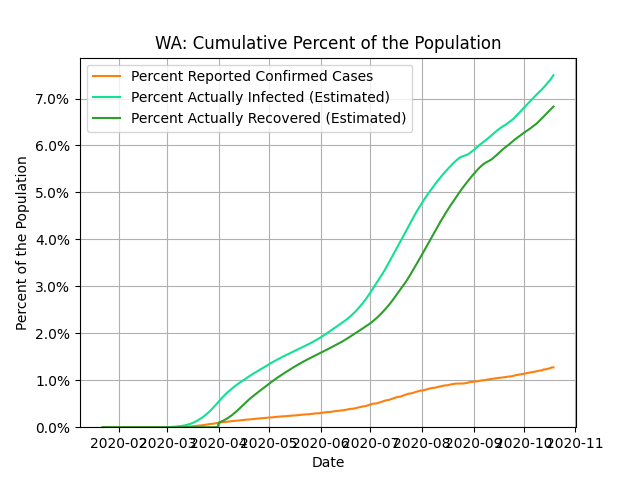 WA: Cumulative Percent of the Population
Percent Reported Confirmed Cases
Percent Actually Infected (Estimated)
Percent Actually Recovered (Estimated)
7.0%
6.0%
5.0%
4.0%
3.0%
2.0%
1.0%
0.0%
Percent of the Population
2020-02 2020-03 2020-04 2020-05 2020-06 2020-07 2020-08 2020-09 2020-10 2020-11
Date